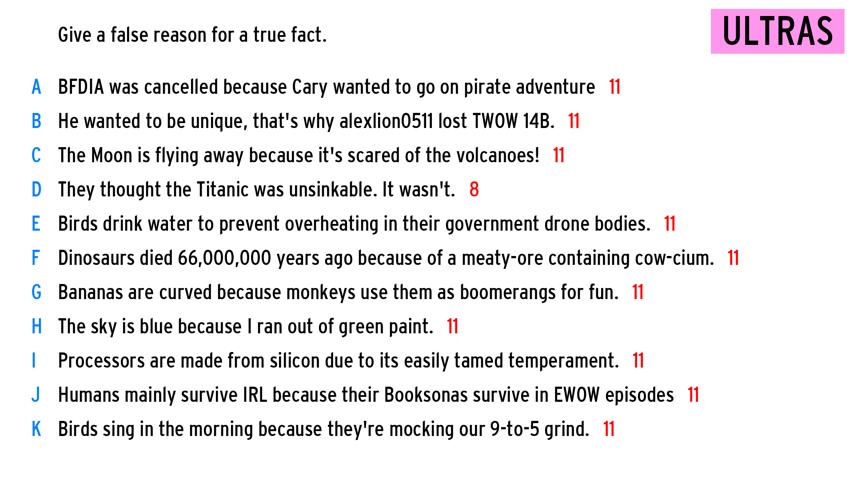 Give a false reason for a true fact.
ULTRAS
A BFDIA was cancelled because Cary wanted to go on pirate adventure 11
B He wanted to be unique, that's why alexlion0511 lost TWOW 14B. 11
C The Moon is flying away because it's scared of the volcanoes! 11
D They thought the Titanic was unsinkable. It wasn't. 8
E Birds drink water to prevent overheating in their government drone bodies. 11
F Dinosaurs died 66,000,000 years ago because of a meaty-ore containing cow-cium. 11
G Bananas are curved because monkeys use them as boomerangs for fun. 11
H The sky is blue because I ran out of green paint. 11
I Processors are made from silicon due to its easily tamed temperament. 11
J Humans mainly survive IRL because their Booksonas survive in EWOW episodes 11
K Birds sing in the morning because they're mocking our 9-to-5 grind. 11